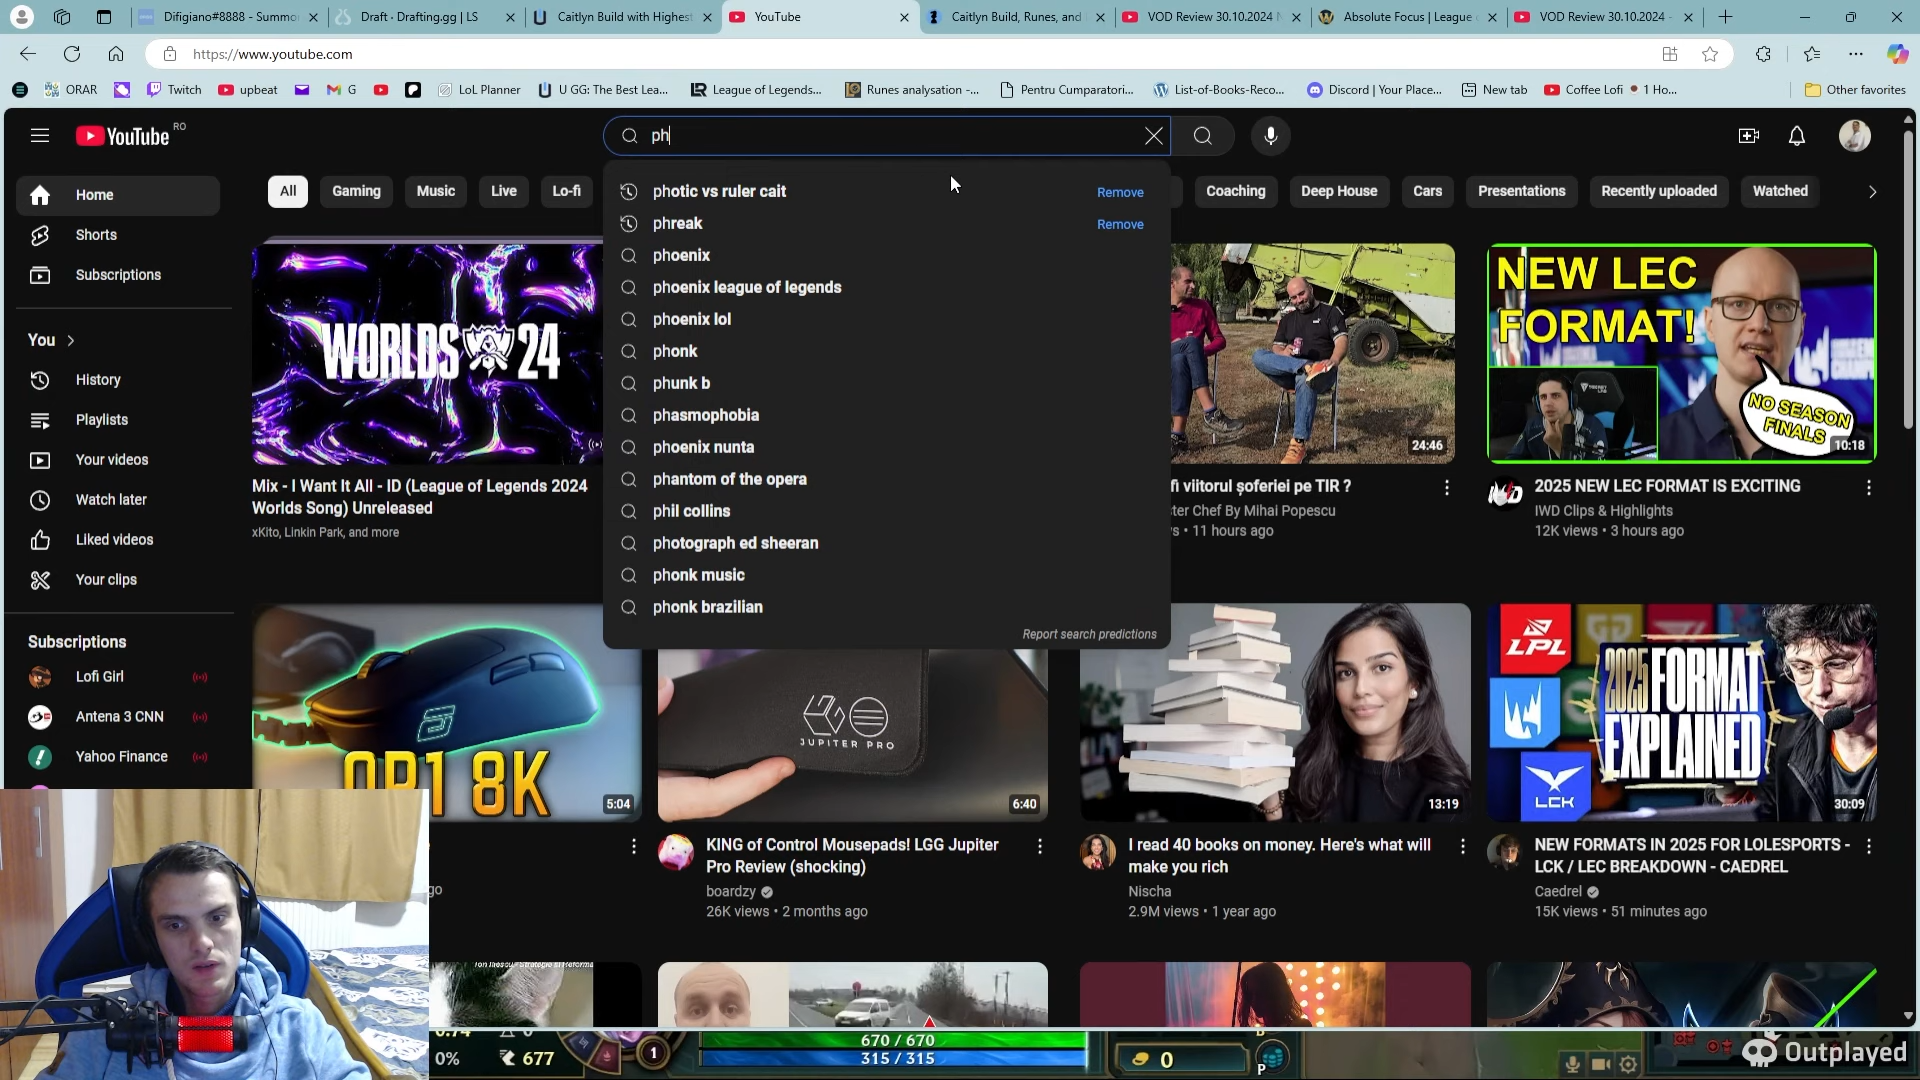 Difigiano#8888 - Summo
Draft · Drafting.gg | LS
Caitlyn Build with Highest
YouTube
Caitlyn Build, Runes, and
VOD Review 30.10.2024
Absolute Focus | League
VOD Review 30.10.2024 -
https://www.youtube.com
ORAR
Twitch
upbeat
G
LoL Planner
U GG: The Best Lea...
League of Legends...
Runes analysation -...
Pentru Cumparatori...
List-of-Books-Reco...
Discord | Your Place...
New tab
Coffee Lofi
1 Ho...
Other favorites
YouTube RO
ph
Home
Shorts
Subscriptions
You
History
Playlists
Your videos
Watch later
Liked videos
Your clips
Subscriptions
Lofi Girl
Antena 3 CNN
Yahoo Finance
All
Gaming
Music
Live
Lo-fi
Coaching
Deep House
Cars
Presentations
Recently uploaded
Watched
photic vs ruler cait
Remove
phreak
Remove
phoenix
phoenix league of legends
phoenix lol
phonk
phunk b
phasmophobia
phoenix nunta
phantom of the opera
phil collins
photograph ed sheeran
phonk music
phonk brazilian
Report search predictions
WORLDS 24
Mix - I Want It All - ID (League of Legends 2024
Worlds Song) Unreleased
xKito, Linkin Park, and more
24:46
fi viitorul șoferiei pe TIR ?
ter Chef By Mihai Popescu
11 hours ago
NEW LEC
FORMAT!
NO SEASON
FINALS
10:18
2025 NEW LEC FORMAT IS EXCITING
IWD Clips & Highlights
12K views • 3 hours ago
OP1 8K
5:04
go
JUPITER PRO
6:40
KING of Control Mousepads! LGG Jupiter
Pro Review (shocking)
boardzy
26K views • 2 months ago
13:19
I read 40 books on money. Here's what will
make you rich
Nischa
2.9M views • 1 year ago
LPL
LCK
2025 FORMAT
EXPLAINED
30:09
NEW FORMATS IN 2025 FOR LOLESPORTS -
LCK / LEC BREAKDOWN - CAEDREL
Caedrel
15K views • 51 minutes ago
0.74
0
0%
677
1
670 / 670
315 / 315
0
B
P
Outplayed